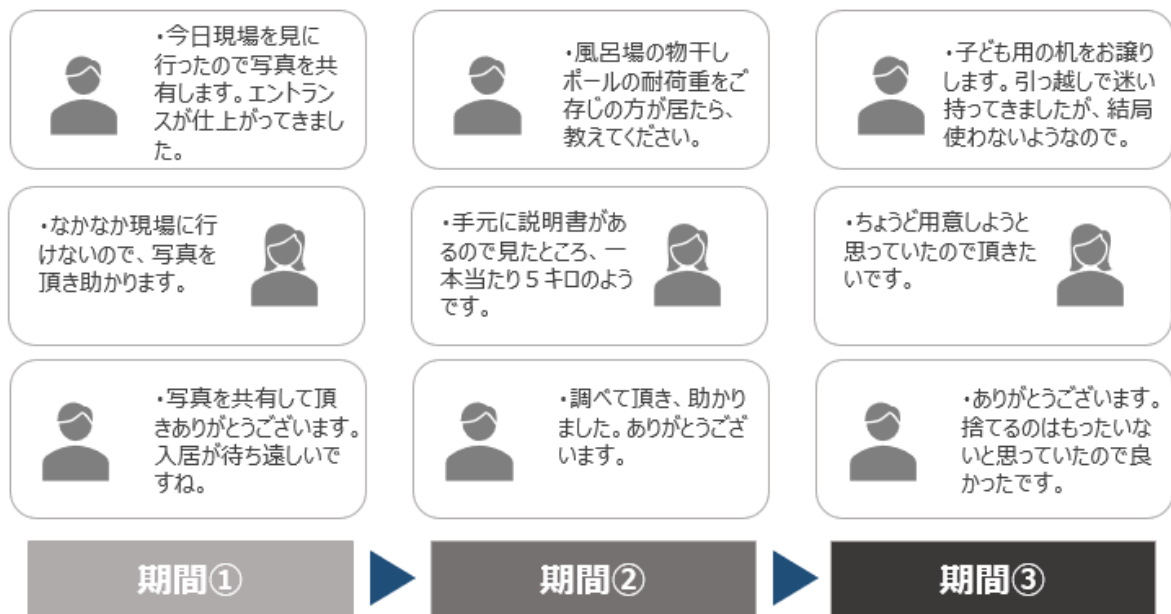 ・今日現場を見に
行ったので写真を共
有します。エントラン
スが仕上がってきまし
た。
・なかなか現場に行
けないので、写真を
頂き助かります。
・写真を共有して頂
きありがとうございます。
入居が待ち遠しいで
すね。
期間①
・風呂場の物干し
ポールの耐荷重をご
存じの方が居たら、
教えてください。
・手元に説明書があ
るので見たところ、一
本当たり5キロのよう
です。
・調べて頂き、助かり
ました。ありがとうござ
います。
期間②
・子ども用の机をお譲り
します。引っ越しで迷い
持ってきましたが、結局
使わないようなので。
・ちょうど用意しようと
思っていたので頂きた
いです。
・ありがとうございます。
捨てるのはもったいな
いと思っていたので良
かったです。
期間③